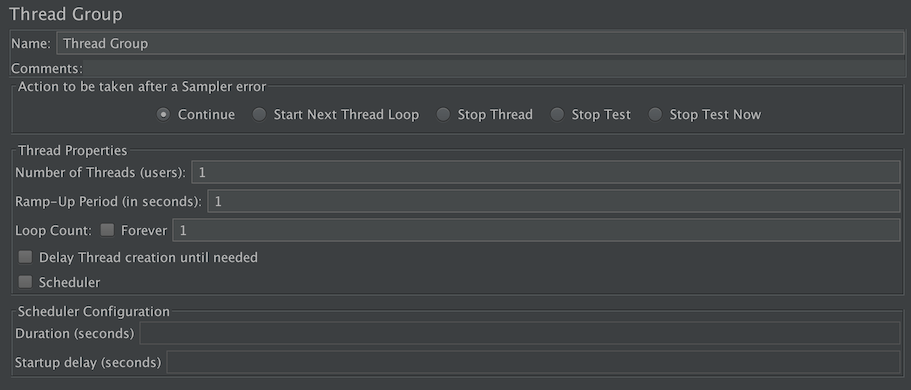 Thread Group
Name: Thread Group
Comments:
Action to be taken after a Sampler error
Continue Start Next Thread Loop Stop Thread Stop Test Stop Test Now
Thread Properties
Number of Threads (users): 1
Ramp-Up Period (in seconds): 1
Loop Count: Forever 1
Delay Thread creation until needed
Scheduler
Scheduler Configuration
Duration (seconds)
Startup delay (seconds)